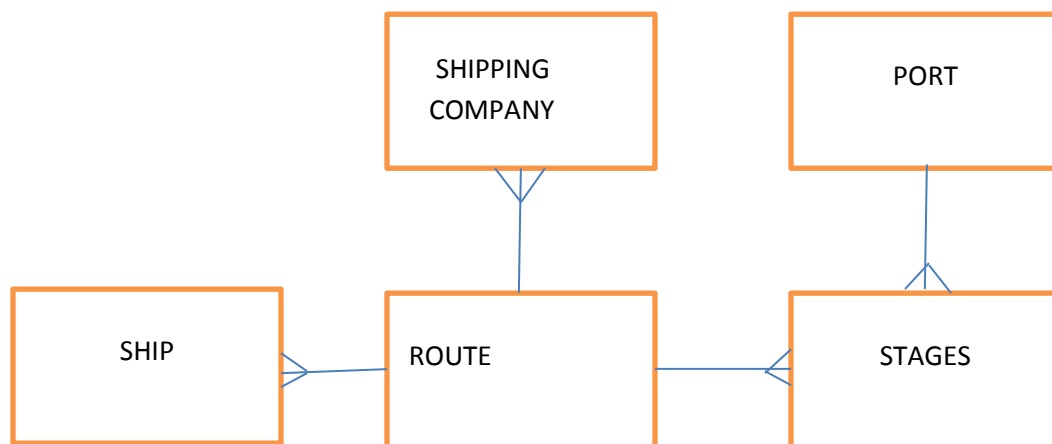 SHIPPING
COMPANY
PORT
SHIP
ROUTE
STAGES